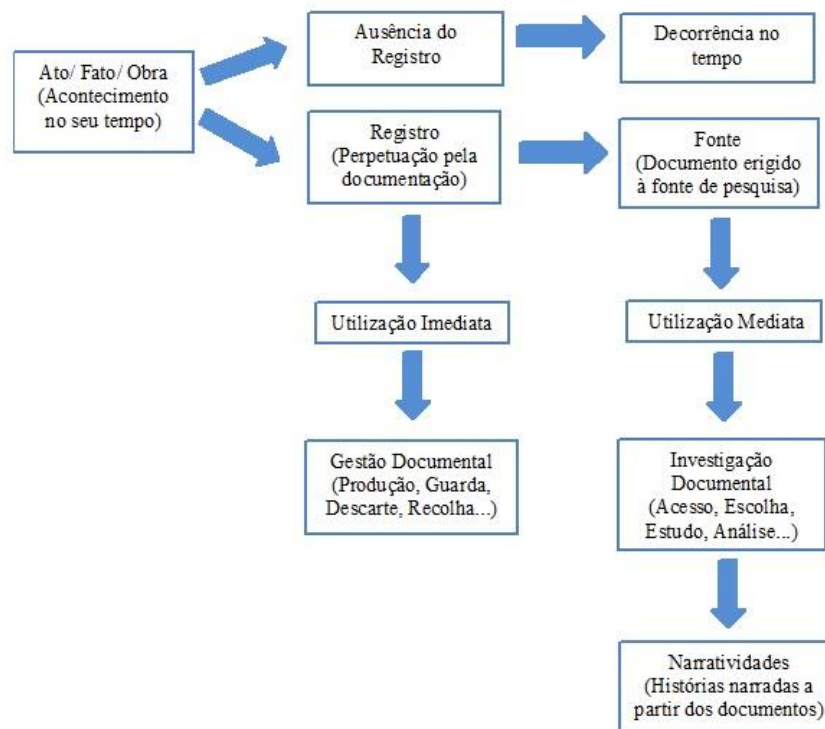 Ato/ Fato/ Obra
(Acontecimento
no seu tempo)
Ausência do
Registro
Decorrência no
tempo
Registro
(Perpetuação pela
documentação)
Fonte
(Documento erigido
à fonte de pesquisa)
Utilização Imediata
Utilização Mediata
Gestão Documental
(Produção, Guarda,
Descarte, Recolha...)
Investigação
Documental
(Acesso, Escolha,
Estudo, Análise...)
Narratividades
(Histórias narradas a
partir dos documentos)